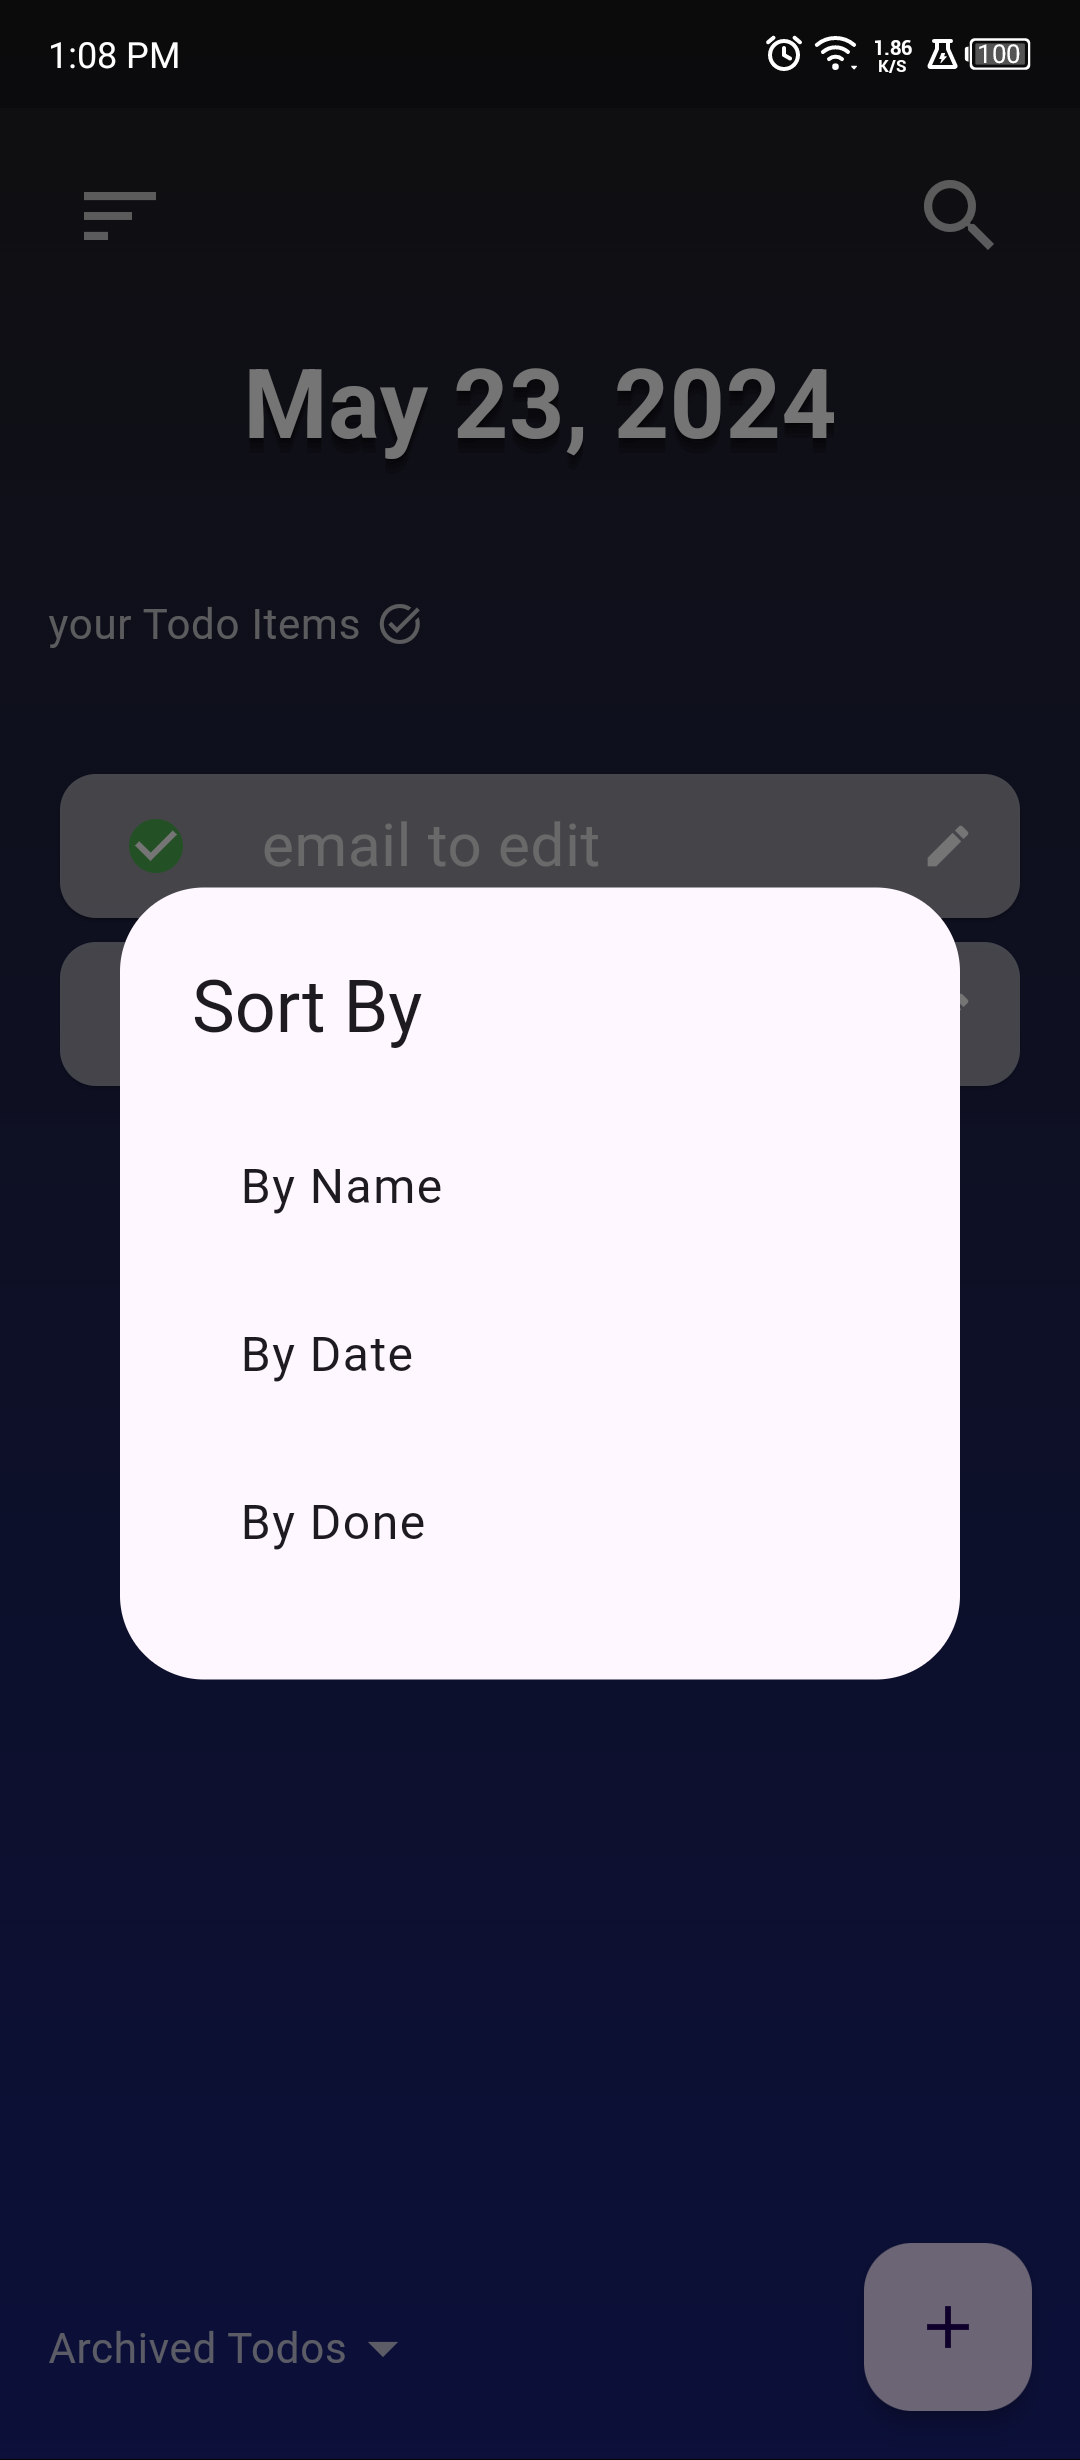 1:08 PM
1.86
K/S
100
May 23, 2024
your Todo Items
email to edit
Sort By
By Name
By Date
By Done
Archived Todos